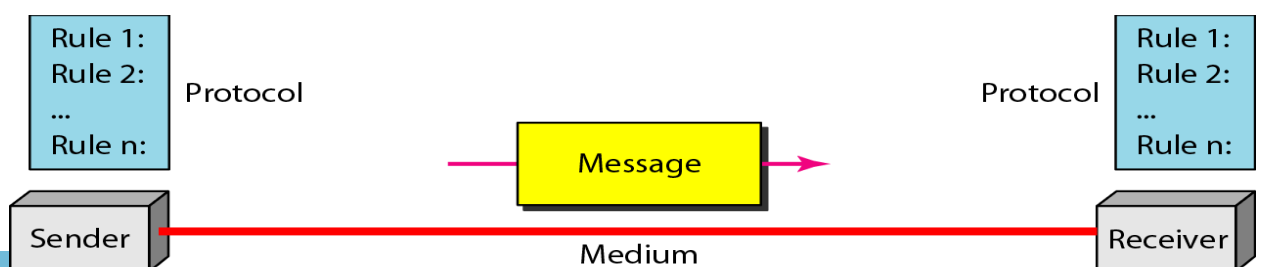 Rule 1:
Rule 2:
...
Rule n:
Protocol
Message
Protocol
Rule 1:
Rule 2:
...
Rule n:
Sender
Medium
Receiver